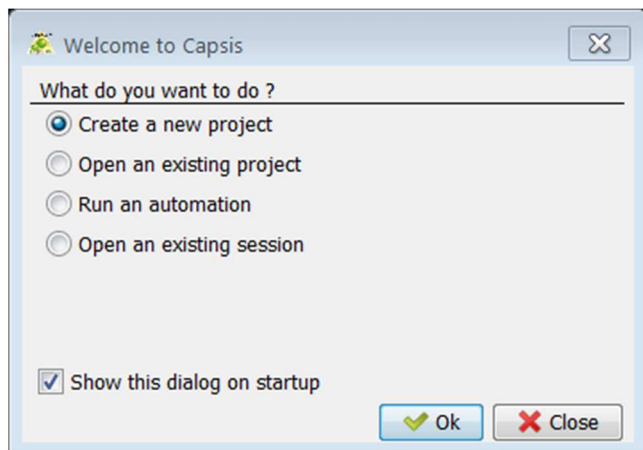 Welcome to Capsis
What do you want to do ?
Create a new project
Open an existing project
Run an automation
Open an existing session
Show this dialog on startup
Ok
Close